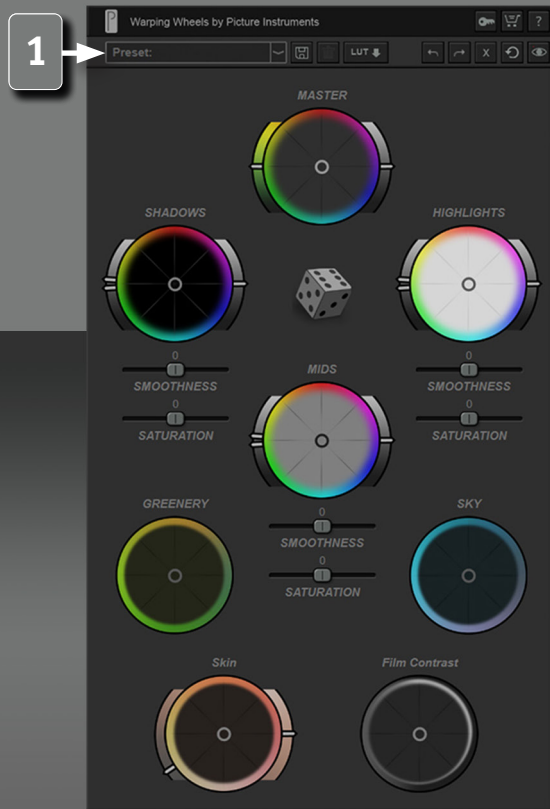 Warping Wheels by Picture Instruments
?
1
Preset:
LUT
X
MASTER
SHADOWS
HIGHLIGHTS
0
SMOOTHNESS
0
SATURATION
0
SMOOTHNESS
0
SATURATION
MIDS
0
SMOOTHNESS
0
SATURATION
GREENERY
SKY
Skin
Film Contrast